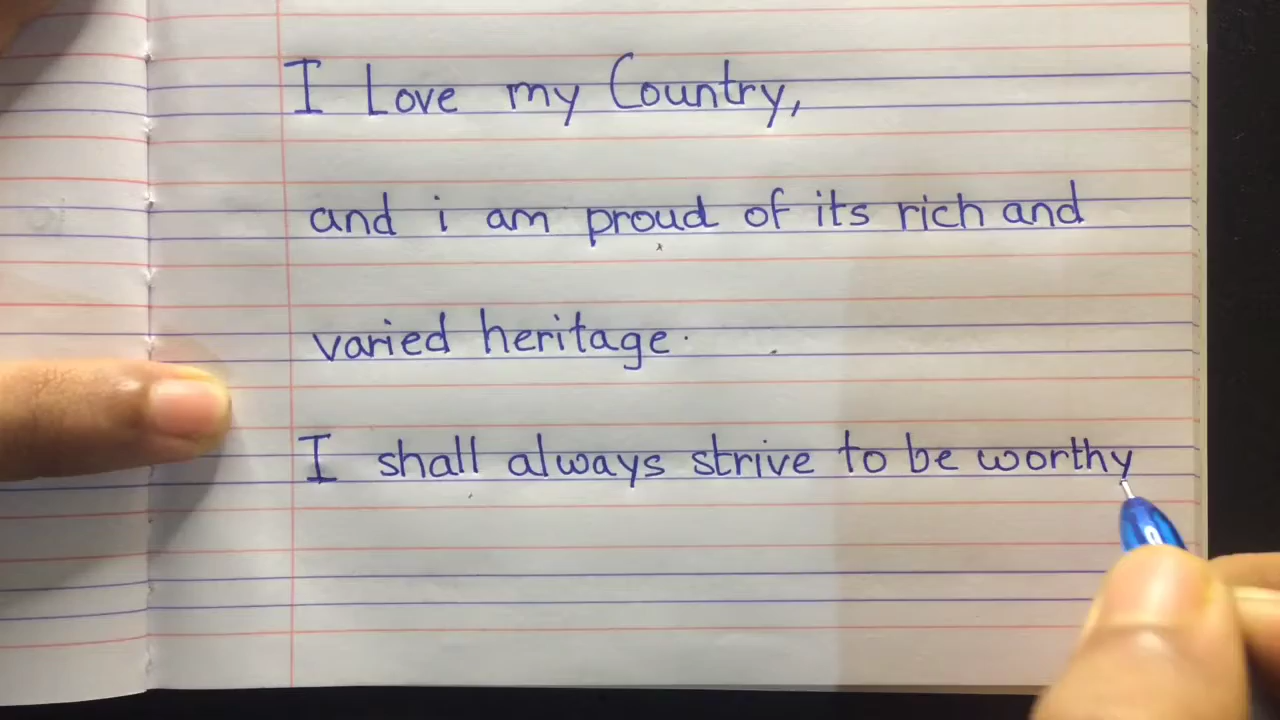 I Love my Country,
and i am proud of its rich and
varied heritage.
I shall always strive to be worthy